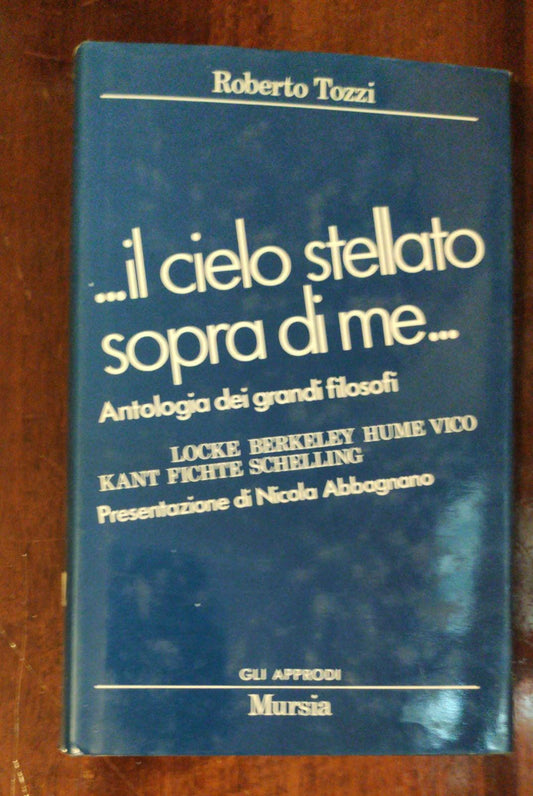 Roberto Tozzi
...il cielo stellato
sopra di me...
Antologia dei grandi filosofi
LOCKE BERKELEY HUME VICO
KANT FICHTE SCHELLING
Presentazione di Nicola Abbagnano
GLI APPRODI
Mursia